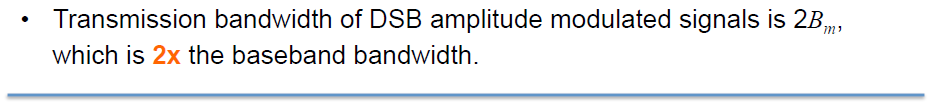 • Transmission bandwidth of DSB amplitude modulated signals is 2Bm,
which is 2x the baseband bandwidth.